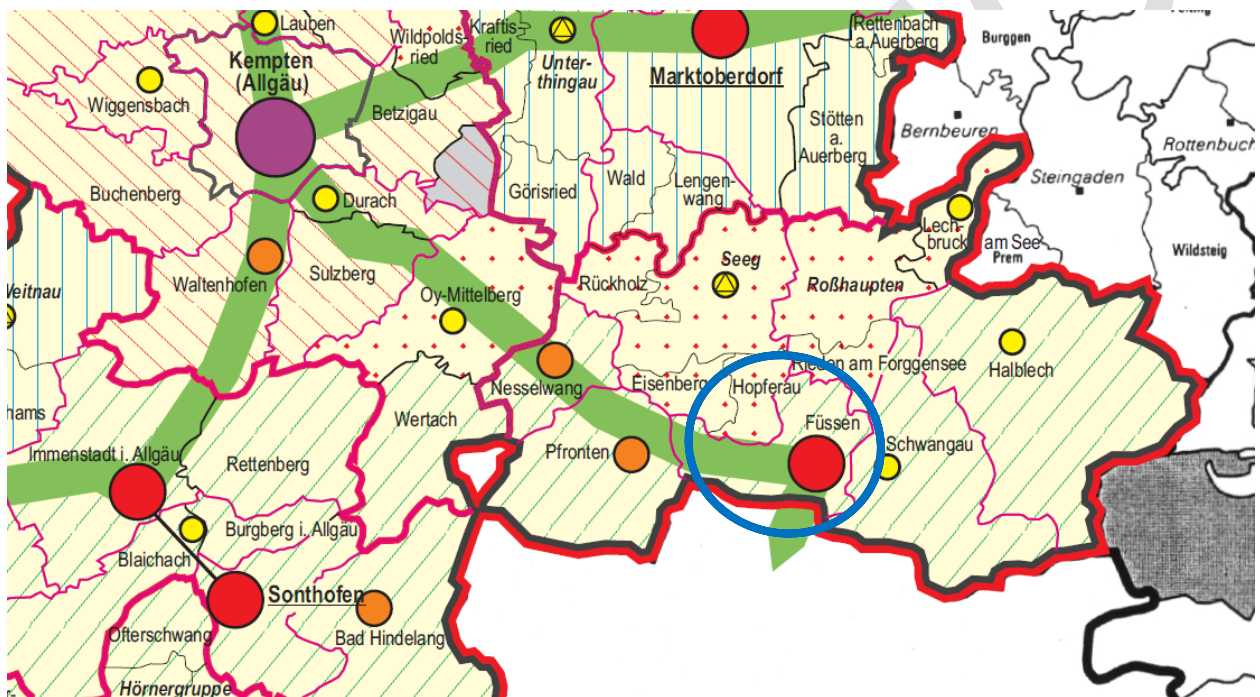 Lauben
Wildpolds-
ried
Kraftis-
ried
Rettenbach
a.Auerberg
Burggen
Kempten
(Allgäu)
Unter-
thingau
Marktoberdorf
Wiggensbach
Betzigau
Stötten
a.
Auerberg
Bernbeuren
Rottenbuch
Buchenberg
Durach
Görisried
Wald
Lengen-
wang
Steingaden
Lech-
bruck
am See
Prem
Wildsteig
Waltenhofen
Sulzberg
Seeg
Rückholz
Roßhaupten
Weitnau
Oy-Mittelberg
Nesselwang
Eisenberg
Hopferau
Rieden am Forggensee
Halblech
hams
Wertach
Füssen
Schwangau
Immenstadt i. Allgäu
Rettenberg
Pfronten
Burgberg i. Allgäu
Blaichach
Sonthofen
Ofterschwang
Bad Hindelang
Hörnergruppe